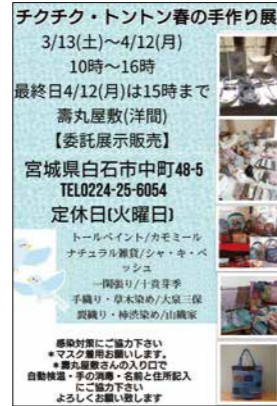 チクチク・トントン春の手作り展
3/13(土)～4/12(月)
10時～16時
最終日4/12(月)は15時まで
壽丸屋敷(洋間)
【委託展示販売】
宮城県白石市中町48-5
TEL0224-25-6054
定休日(火曜日)
トールペイント/カモミール
ナチュラル雑貨/シャ・キ・ペ
ッシュ
一閑張り/十貴芽季
手織り・草木染め/大泉三保
裂織り・柿渋染め/山織家
感染対策にご協力下さい
＊マスク着用お願いします。
＊壽丸屋敷さんの入り口で
自動検温・手の消毒・名前と住所記入
にご協力下さい
よろしくお願い致します